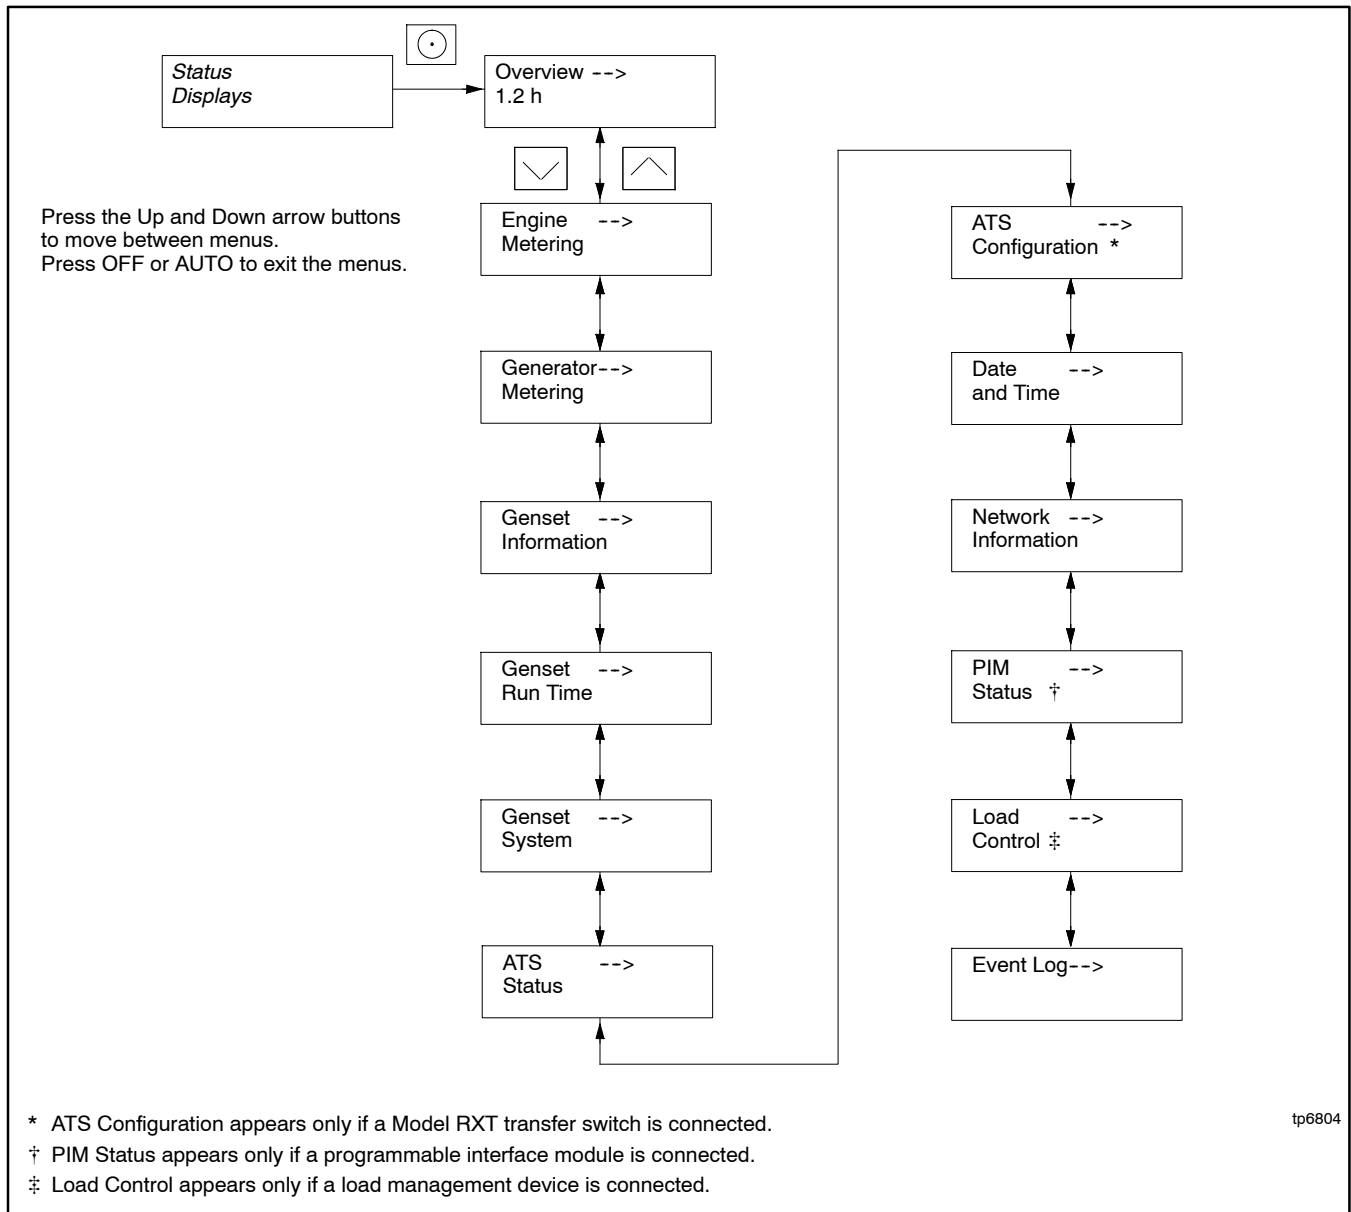 Status
Displays
Overview -->
1.2 h
Press the Up and Down arrow buttons
to move between menus.
Press OFF or AUTO to exit the menus.
Engine -->
Metering
Generator-->
Metering
Genset -->
Information
Genset -->
Run Time
Genset -->
System
ATS -->
Status
ATS -->
Configuration *
Date -->
and Time
Network -->
Information
PIM -->
Status †
Load -->
Control ‡
Event Log-->
* ATS Configuration appears only if a Model RXT transfer switch is connected.
† PIM Status appears only if a programmable interface module is connected.
‡ Load Control appears only if a load management device is connected.
tp6804